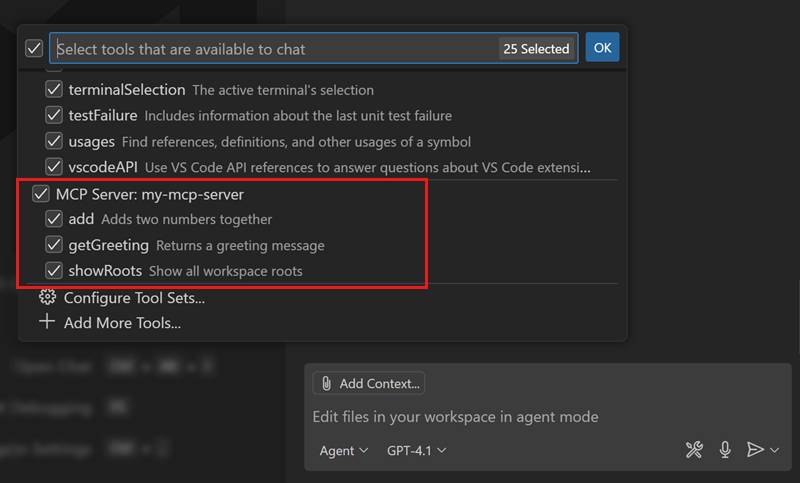 Select tools that are available to chat
25 Selected
OK
terminalSelection The active terminal's selection
testFailure Includes information about the last unit test failure
usages Find references, definitions, and other usages of a symbol
vscodeAPI Use VS Code API references to answer questions about VS Code extensi...
MCP Server: my-mcp-server
add Adds two numbers together
getGreeting Returns a greeting message
showRoots Show all workspace roots
Configure Tool Sets...
Add More Tools...
Open Chat
Debugging
Settings
Add Context...
Edit files in your workspace in agent mode
Agent
GPT-4.1